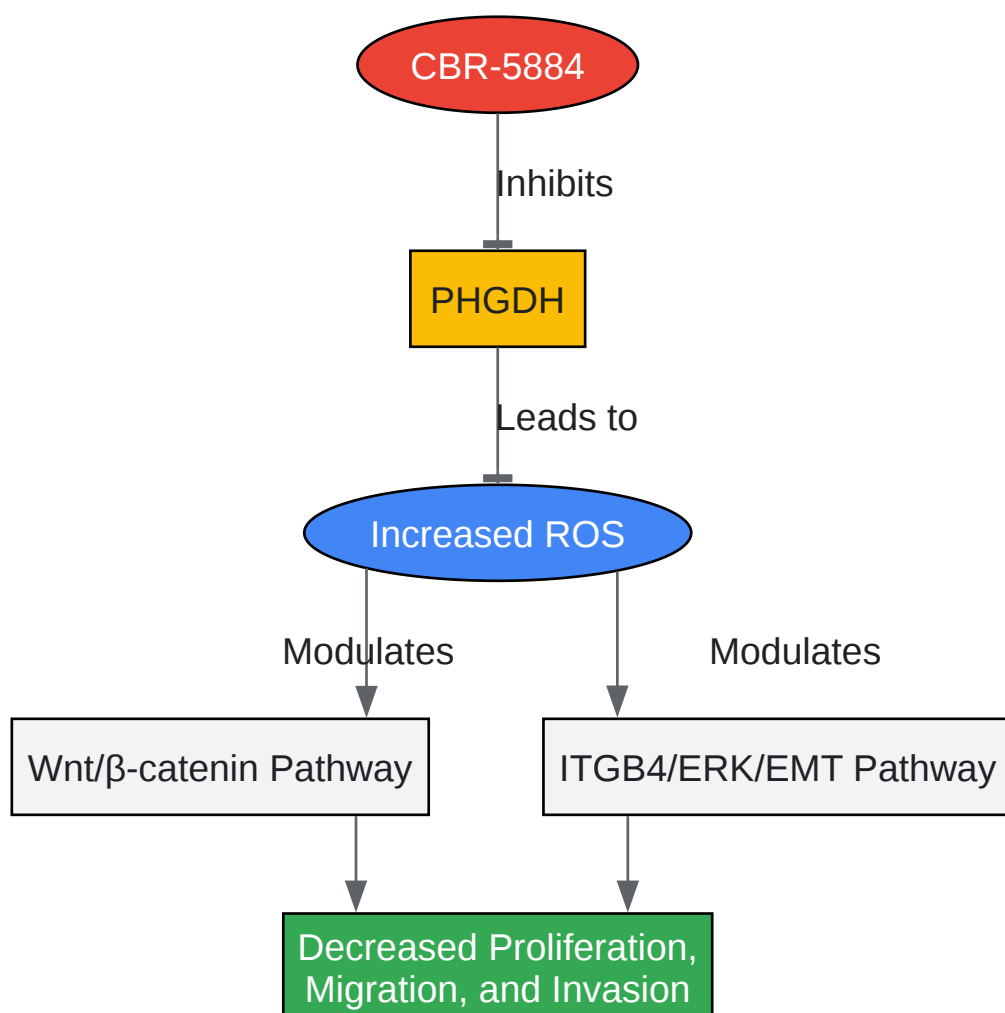 CBR-5884
Inhibits
PHGDH
Leads to
Increased ROS
Modulates
Modulates
Wnt/β-catenin Pathway
ITGB4/ERK/EMT Pathway
Decreased Proliferation,
Migration, and Invasion